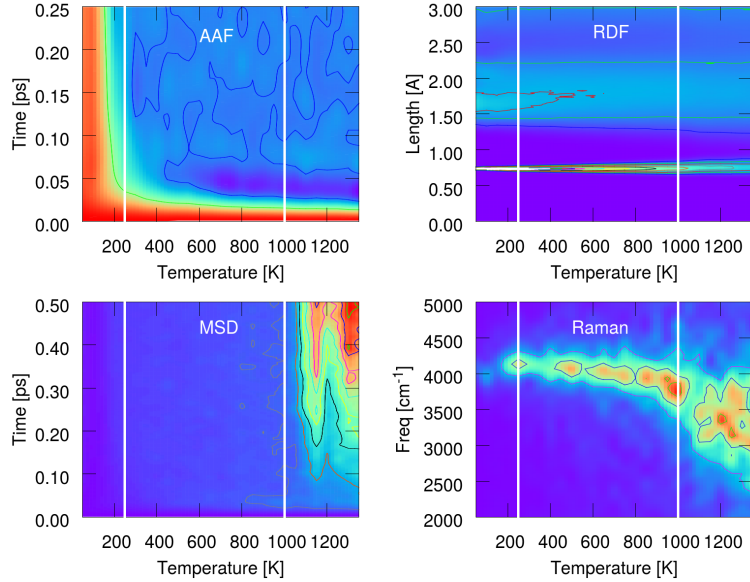 0.25
0.20
0.15
0.10
0.05
0.00
Time [ps]
AAF
200 400 600 800 1000 1200
Temperature [K]
3.00
2.50
2.00
1.50
1.00
0.50
0.00
Length [A]
RDF
200 400 600 800 1000 1200
Temperature [K]
0.50
0.40
0.30
0.20
0.10
0.00
Time [ps]
MSD
200 400 600 800 1000 1200
Temperature [K]
5000
4500
4000
3500
3000
2500
2000
Freq [cm⁻¹]
Raman
200 400 600 800 1000 1200
Temperature [K]